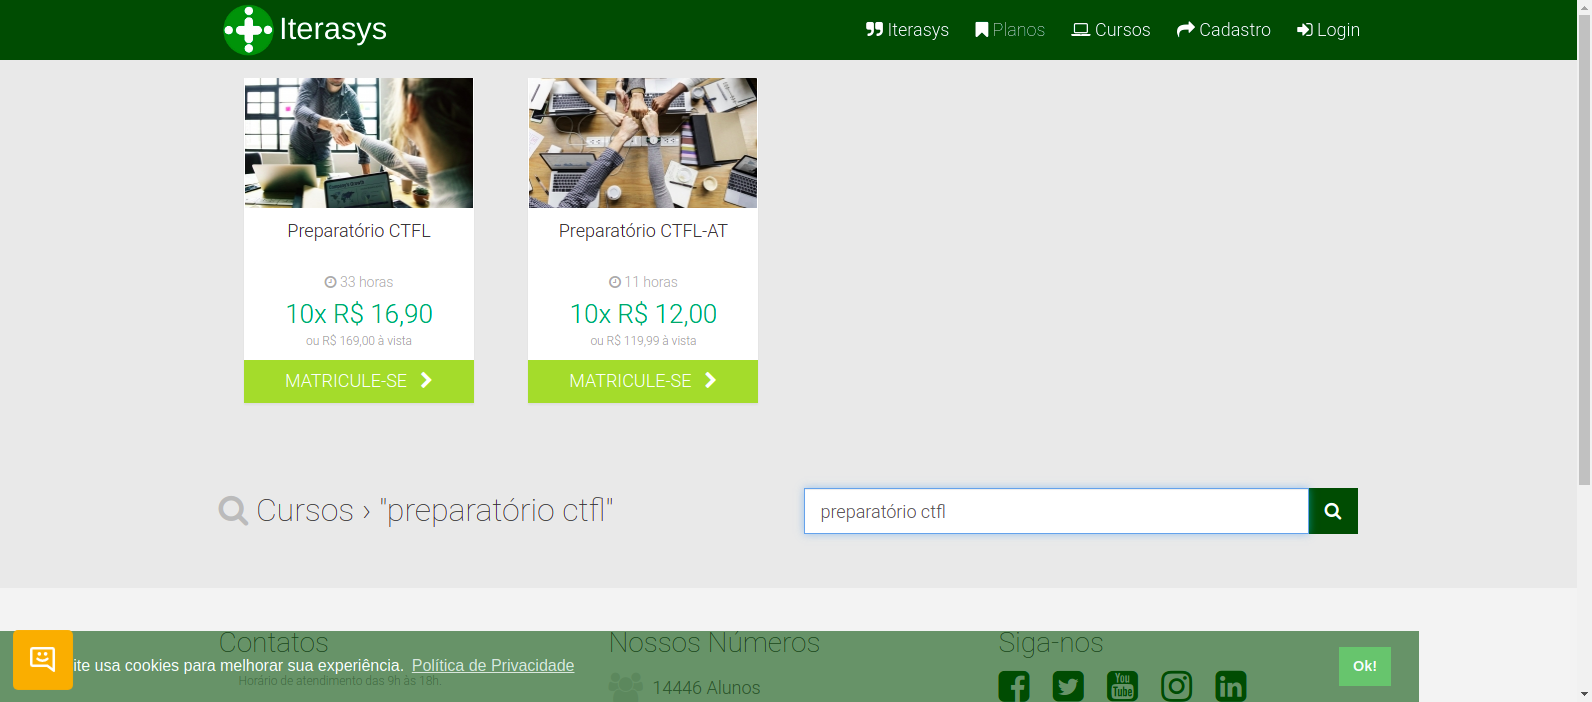 Iterasys
Iterasys Planos Cursos Cadastro Login
Preparatório CTFL
33 horas
10x R$ 16,90
ou R$ 169,00 à vista
MATRICULE-SE
Preparatório CTFL-AT
11 horas
10x R$ 12,00
ou R$ 119,99 à vista
MATRICULE-SE
Cursos › "preparatório ctfl"
preparatório ctfl
Contatos
Nossos Números
Siga-nos
ite usa cookies para melhorar sua experiência. Política de Privacidade
Ok!
Horário de atendimento das 9h às 18h.
14446 Alunos
You
Tube